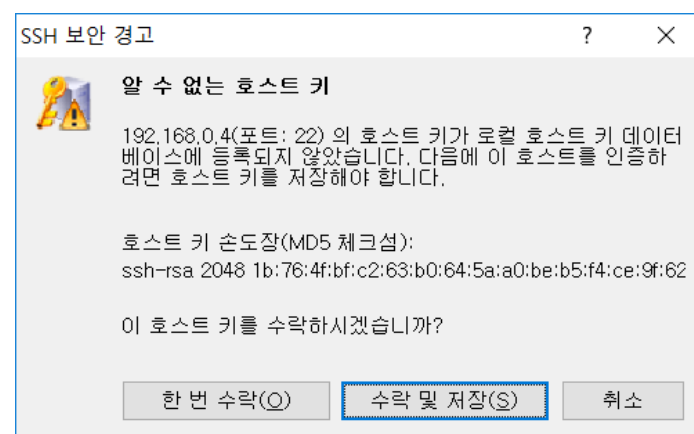 SSH 보안 경고
알 수 없는 호스트 키
192.168.0.4(포트: 22) 의 호스트 키가 로컬 호스트 키 데이터
베이스에 등록되지 않았습니다. 다음에 이 호스트를 인증하
려면 호스트 키를 저장해야 합니다.
호스트 키 손도장(MD5 체크섬):
ssh-rsa 2048 1b:76:4f:bf:c2:63:b0:64:5a:a0:be:b5:f4:ce:9f:62
이 호스트 키를 수락하시겠습니까?
한 번 수락(O) 수락 및 저장(S) 취소